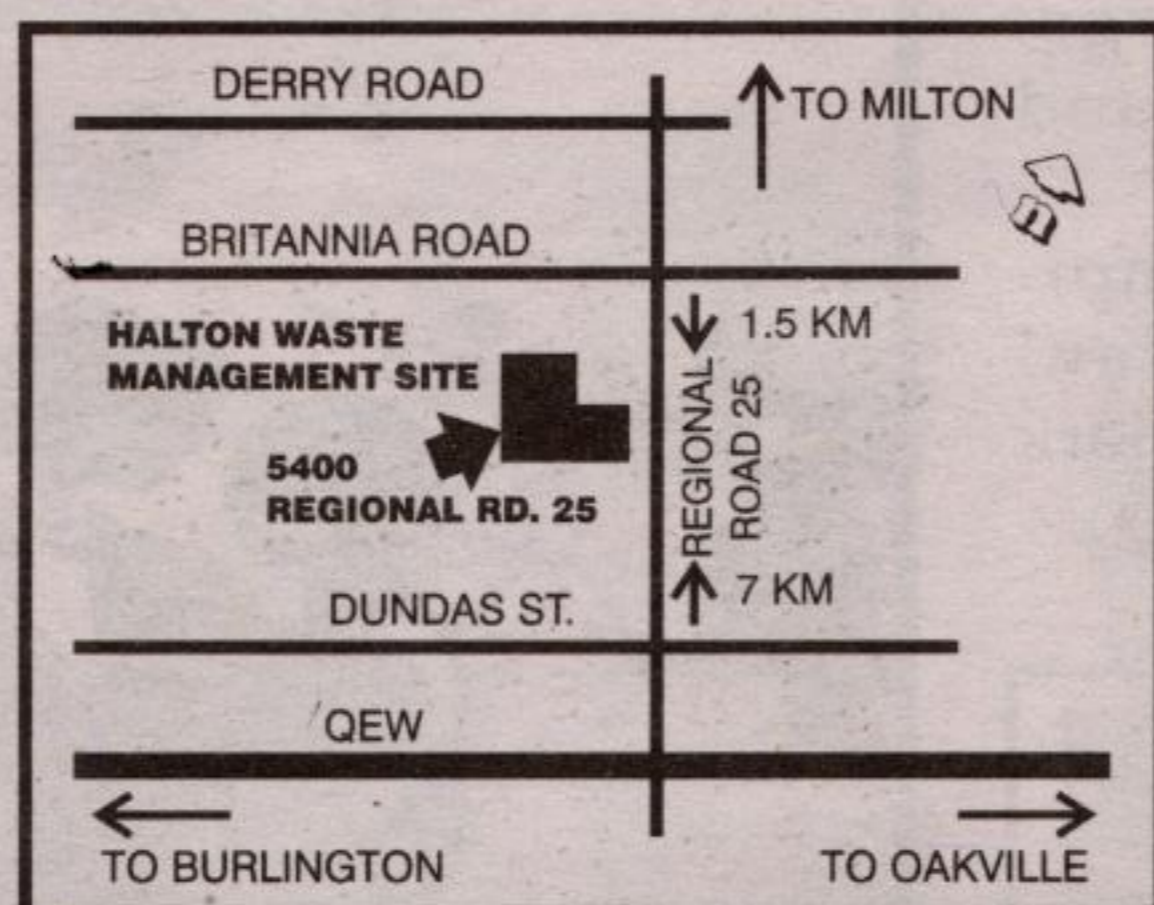 DERRY ROAD
TO MILTON
n
BRITANNIA ROAD
HALTON WASTE
MANAGEMENT SITE
1.5 KM
REGIONAL
ROAD 25
5400
REGIONAL RD. 25
7 KM
DUNDAS ST.
QEW
TO BURLINGTON
TO OAKVILLE